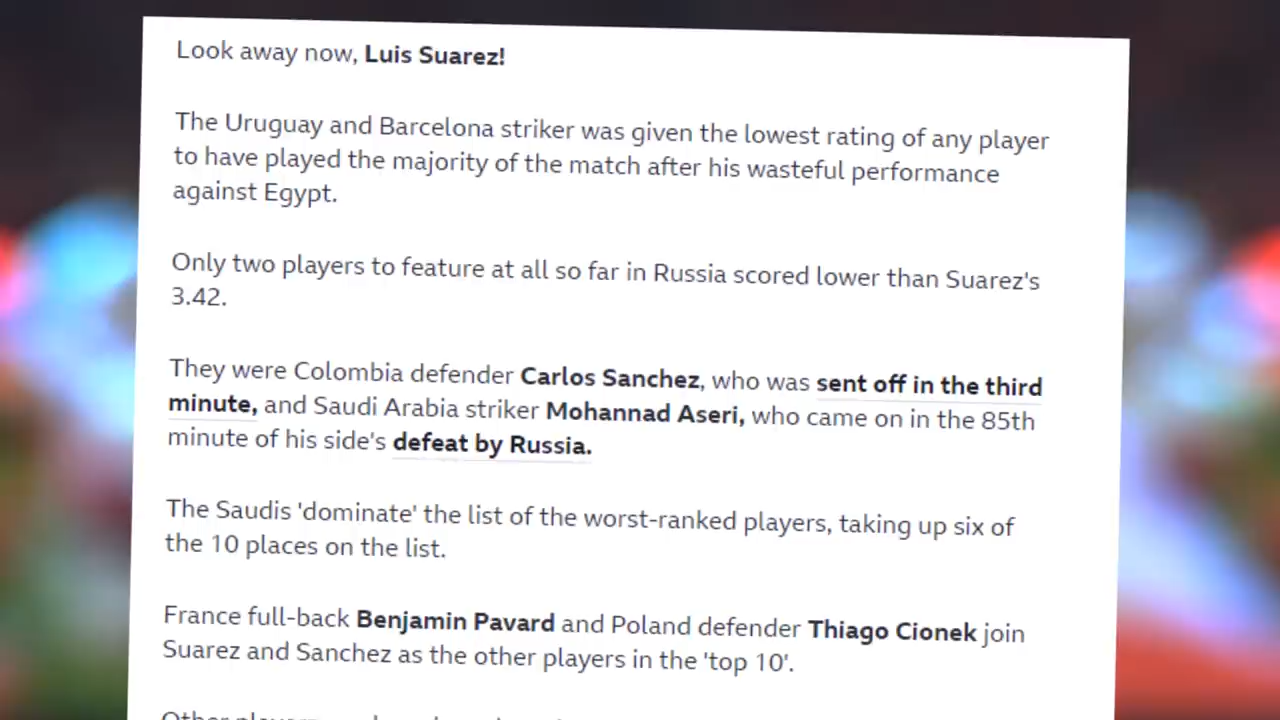 Look away now, Luis Suarez!
The Uruguay and Barcelona striker was given the lowest rating of any player
to have played the majority of the match after his wasteful performance
against Egypt.
Only two players to feature at all so far in Russia scored lower than Suarez's
3.42.
They were Colombia defender Carlos Sanchez, who was sent off in the third
minute, and Saudi Arabia striker Mohannad Aseri, who came on in the 85th
minute of his side's defeat by Russia.
The Saudis 'dominate' the list of the worst-ranked players, taking up six of
the 10 places on the list.
France full-back Benjamin Pavard and Poland defender Thiago Cionek join
Suarez and Sanchez as the other players in the 'top 10'.
Other